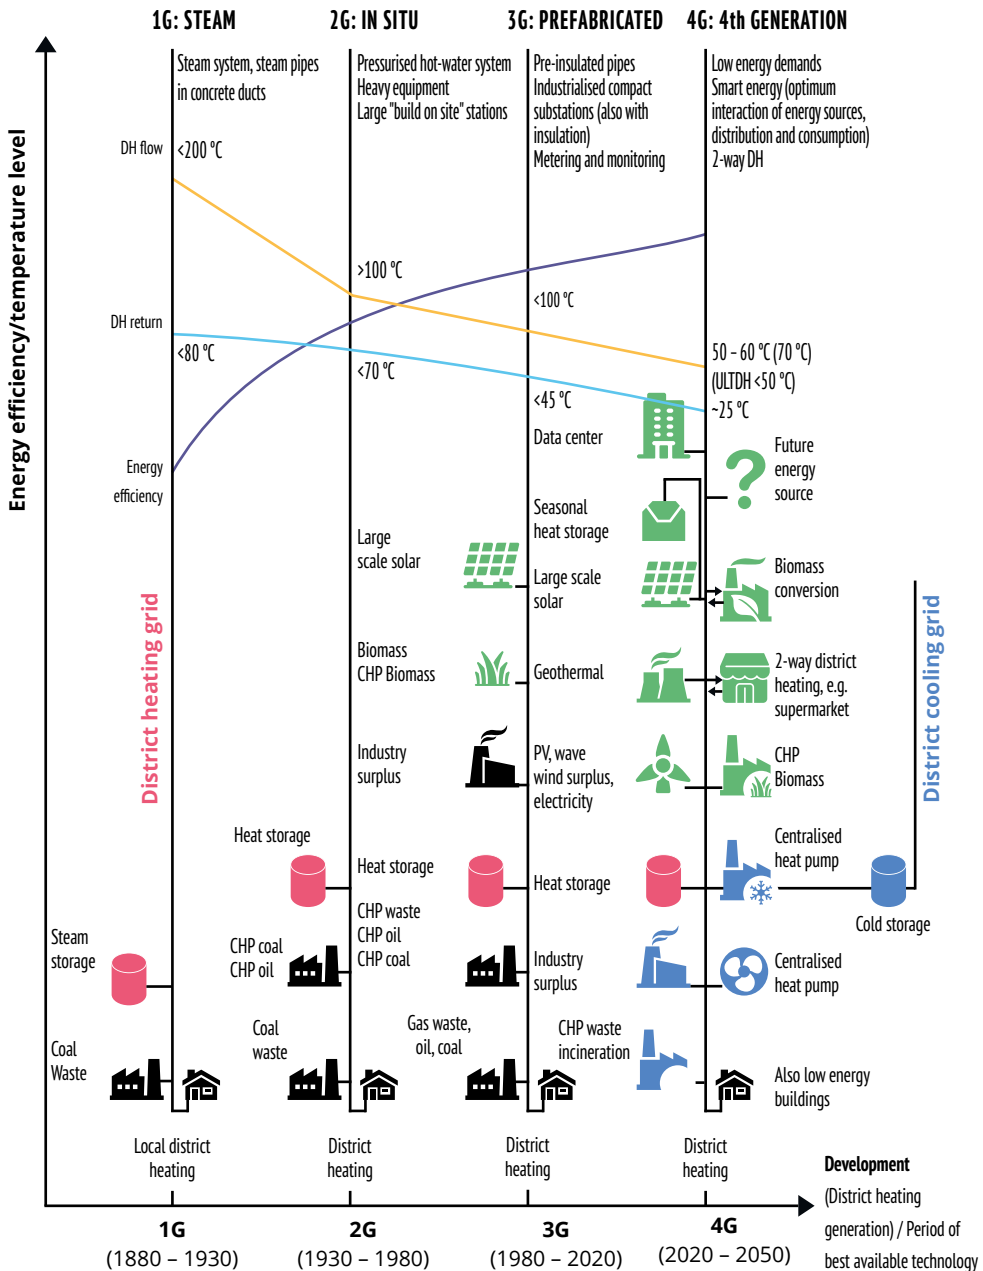 1G: STEAM
2G: IN SITU
3G: PREFABRICATED
4G: 4th GENERATION
Steam system, steam pipes
in concrete ducts
Pressurised hot-water system
Heavy equipment
Large "build on site" stations
Pre-insulated pipes
Industrialised compact
substations (also with
insulation)
Metering and monitoring
Low energy demands
Smart energy (optimum
interaction of energy sources,
distribution and consumption)
2-way DH
Energy efficiency/temperature level
DH flow
<200 °C
>100 °C
<100 °C
50 – 60 °C (70 °C)
(ULTDH <50 °C)
DH return
<80 °C
<70 °C
<45 °C
~25 °C
Energy
efficiency
District heating grid
Steam
storage
Coal
Waste
Large
scale solar
Biomass
CHP Biomass
Industry
surplus
Heat storage
Heat storage
CHP waste
CHP oil
CHP coal
CHP coal
CHP oil
Coal
waste
Data center
Seasonal
heat storage
Large scale
solar
Geothermal
PV, wave
wind surplus,
electricity
Heat storage
Industry
surplus
Gas waste,
oil, coal
CHP waste
incineration
Future
energy
source
Biomass
conversion
2-way district
heating, e.g.
supermarket
CHP
Biomass
Centralised
heat pump
Cold storage
Centralised
heat pump
Also low energy
buildings
District cooling grid
Local district
heating
District
heating
District
heating
District
heating
1G
(1880 – 1930)
2G
(1930 – 1980)
3G
(1980 – 2020)
4G
(2020 – 2050)
Development
(District heating
generation) / Period of
best available technology